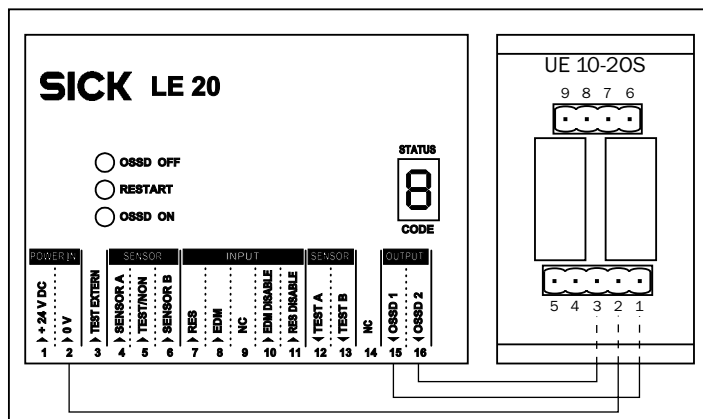 SICK LE 20
OSSD OFF
RESTART
OSSD ON
STATUS
8
CODE
POWER IN
SENSOR
INPUT
SENSOR
OUTPUT
+ 24 V DC
0 V
TEST EXTERN
SENSOR A
TEST/NON
SENSOR B
RES
EDM
NC
EDM DISABLE
RES DISABLE
TEST A
TEST B
NC
OSSD 1
OSSD 2
1 2 3 4 5 6 7 8 9 10 11 12 13 14 15 16
UE 10-20S
9 8 7 6
5 4 3 2 1